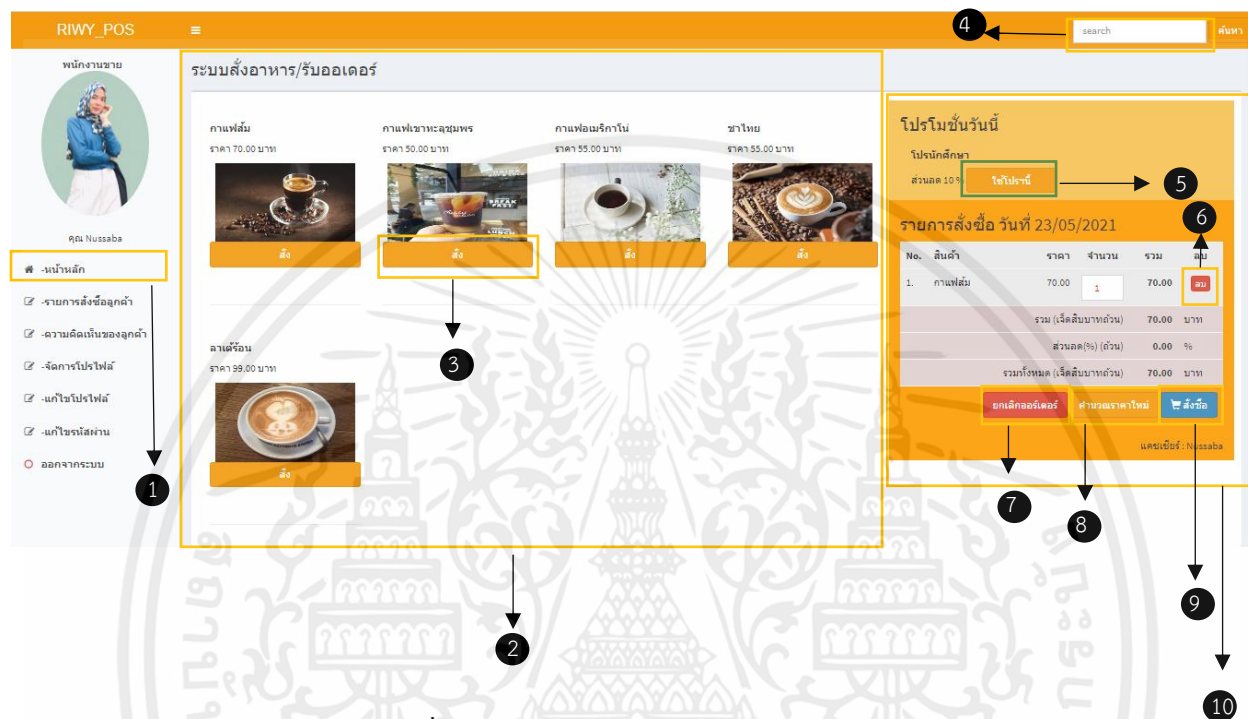 RIWY_POS
search
ค้นหา
4
พนักงานขาย
คุณ Nussaba
-หน้าหลัก
-รายการสั่งซื้อลูกค้า
-ความคิดเห็นของลูกค้า
-จัดการโปรไฟล์
-แก้ไขโปรไฟล์
-แก้ไขรหัสผ่าน
ออกจากระบบ
1
ระบบสั่งอาหาร/รับออเดอร์
กาแฟส้ม
ราคา 70.00 บาท
สั่ง
กาแฟเขาทะลุชุมพร
ราคา 50.00 บาท
สั่ง
กาแฟอเมริกาโน่
ราคา 55.00 บาท
สั่ง
ชาไทย
ราคา 55.00 บาท
สั่ง
3
ลาเต้ร้อน
ราคา 99.00 บาท
สั่ง
2
โปรโมชั่นวันนี้
โปรนักศึกษา
ส่วนลด 10 % ใช้โปรานี้
5
6
รายการสั่งซื้อ วันที่ 23/05/2021
No. สินค้า ราคา จำนวน รวม ลบ
1. กาแฟส้ม 70.00 1 70.00 ลบ
รวม (เจ็ดสิบบาทถ้วน) 70.00 บาท
ส่วนลด(%) (ถ้วน) 0.00 %
รวมทั้งหมด (เจ็ดสิบบาทถ้วน) 70.00 บาท
ยกเลิกออร์เดอร์ คำนวณราคาใหม่ สั่งซื้อ
แคชเชียร์ : Nussaba
7
8
9
10